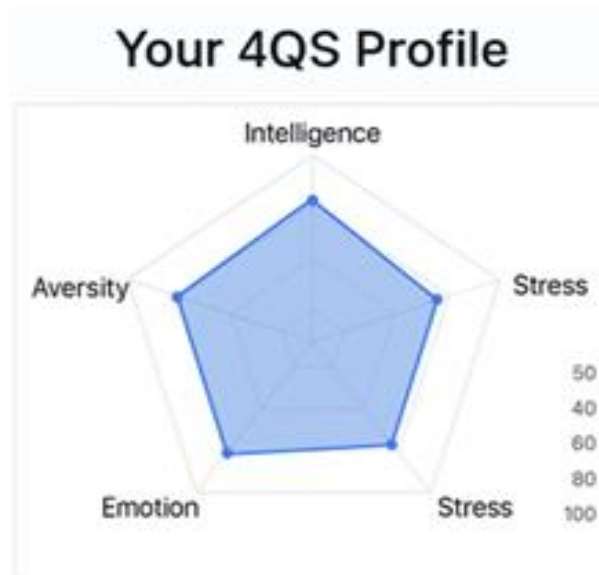 Your 4QS Profile
Intelligence
Aversity
Stress
50
40
60
80
100
Emotion
Stress